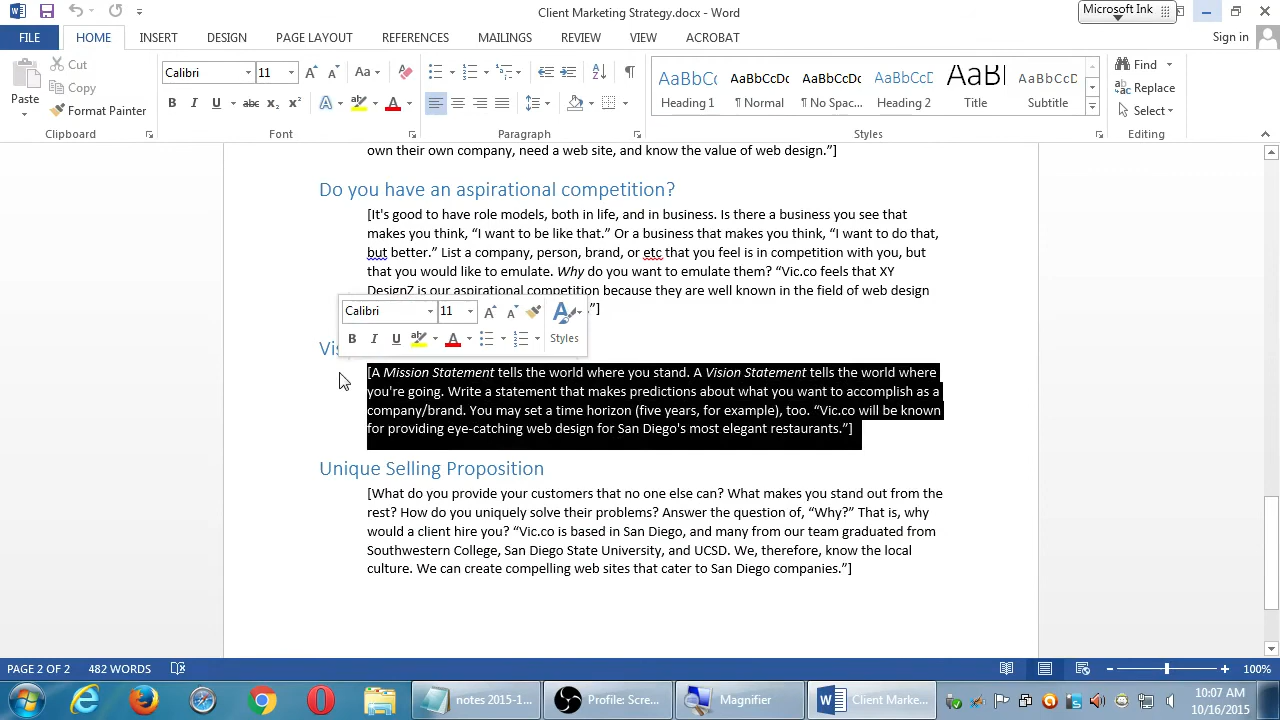 Client Marketing Strategy.docx - Word
Microsoft Ink
FILE HOME INSERT DESIGN PAGE LAYOUT REFERENCES MAILINGS REVIEW VIEW ACROBAT
Sign in
Paste
Cut
Copy
Format Painter
Calibri 11
AaBbCc AaBbCcDc AaBbCcDc AaBbCcD AaB AaBbCcD
Heading 1 ¶ Normal ¶ No Spac... Heading 2 Title Subtitle
Find
Replace
Select
Clipboard Font Paragraph Styles Editing
own their own company, need a web site, and know the value of web design.”]
Do you have an aspirational competition?
[It's good to have role models, both in life, and in business. Is there a business you see that
makes you think, “I want to be like that.” Or a business that makes you think, “I want to do that,
but better.” List a company, person, brand, or etc that you feel is in competition with you, but
that you would like to emulate. Why do you want to emulate them? “Vic.co feels that XY
DesignZ is our aspirational competition because they are well known in the field of web design
”]
Calibri 11
Styles
Vis
[A Mission Statement tells the world where you stand. A Vision Statement tells the world where
you're going. Write a statement that makes predictions about what you want to accomplish as a
company/brand. You may set a time horizon (five years, for example), too. “Vic.co will be known
for providing eye-catching web design for San Diego's most elegant restaurants.”]
Unique Selling Proposition
[What do you provide your customers that no one else can? What makes you stand out from the
rest? How do you uniquely solve their problems? Answer the question of, “Why?” That is, why
would a client hire you? “Vic.co is based in San Diego, and many from our team graduated from
Southwestern College, San Diego State University, and UCSD. We, therefore, know the local
culture. We can create compelling web sites that cater to San Diego companies.”]
PAGE 2 OF 2 482 WORDS 100%
notes 2015-1... Profile: Scre... Magnifier Client Marke...
10:07 AM
10/16/2015